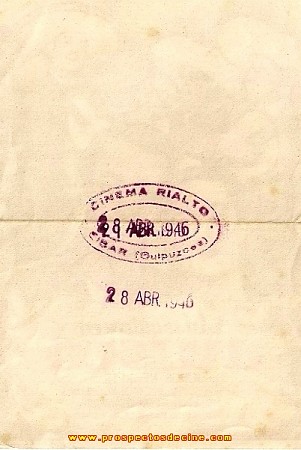 CINEMA RIALTO
28 ABR. 1946
EIBAR (Guipuzcoa)
28 ABR. 1946
www.prospectosdecine.com